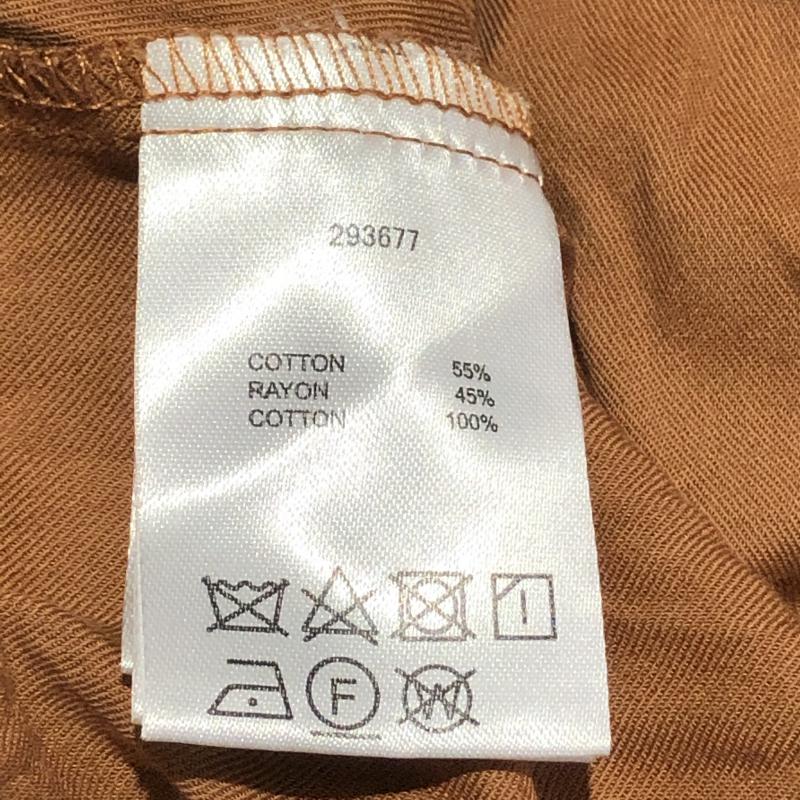 293677
COTTON 55%
RAYON 45%
COTTON 100%
F
W